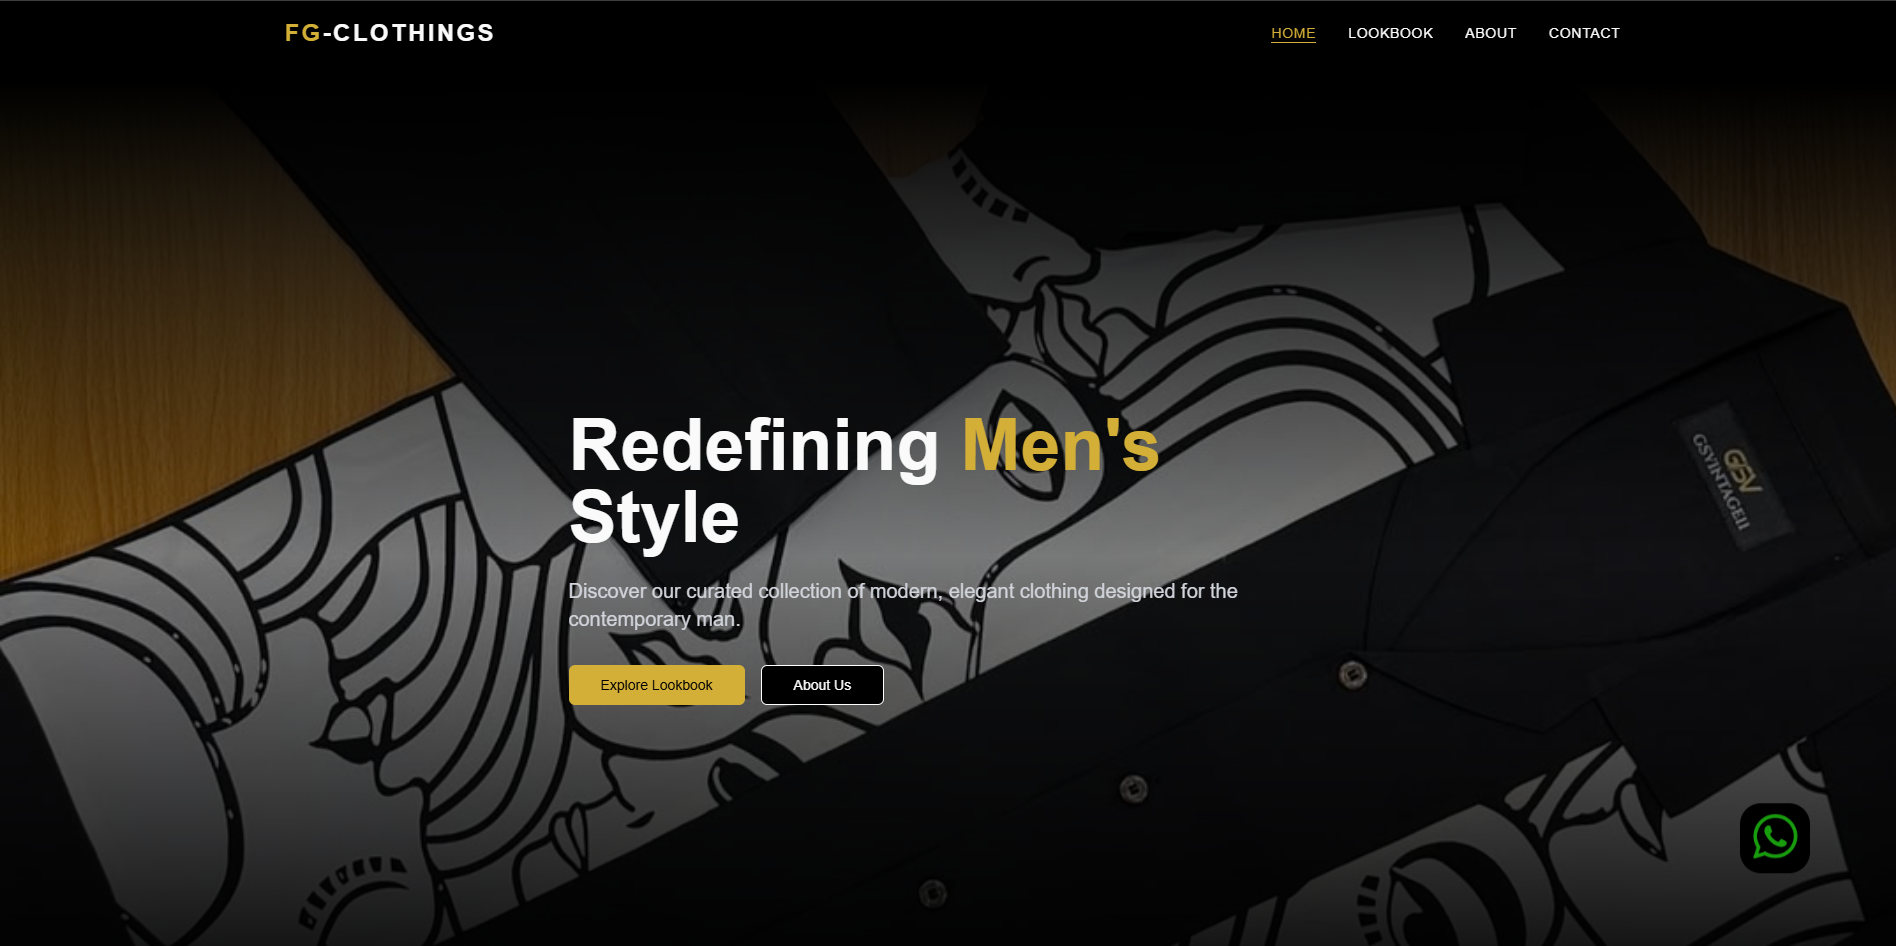 FG-CLOTHINGS
HOME LOOKBOOK ABOUT CONTACT
Redefining Men's
Style
Discover our curated collection of modern, elegant clothing designed for the
contemporary man.
Explore Lookbook
About Us
GSV
GSVINTAGEII